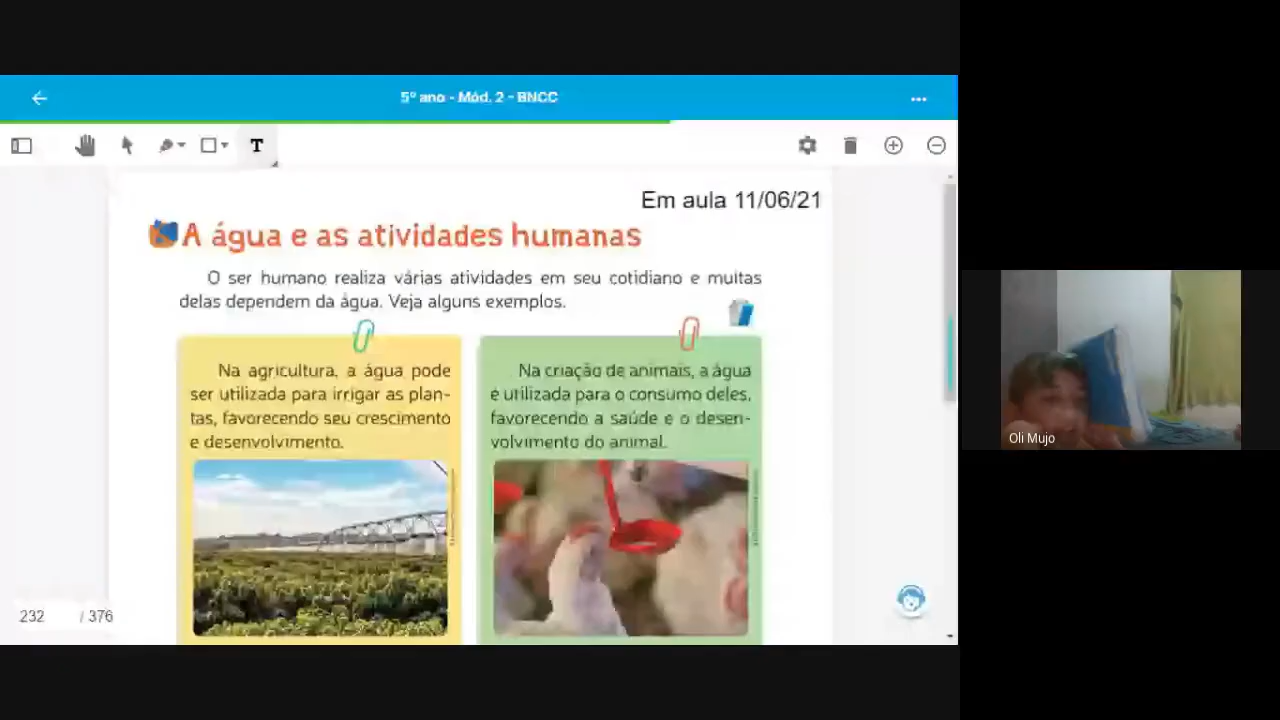 5º ano - Mód. 2 - BNCC
T
Em aula 11/06/21
A água e as atividades humanas
O ser humano realiza várias atividades em seu cotidiano e muitas
delas dependem da água. Veja alguns exemplos.
Na agricultura, a água pode
ser utilizada para irrigar as plan-
tas, favorecendo seu crescimento
e desenvolvimento.
Na criação de animais, a água
é utilizada para o consumo deles,
favorecendo a saúde e o desen-
volvimento do animal.
232 / 376
Oli Mujo